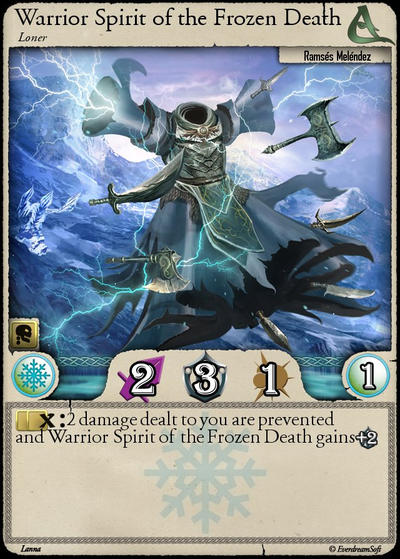 Warrior Spirit of the Frozen Death
Loner
Ramsés Meléndez
2 3 1 1
X :2 damage dealt to you are prevented
and Warrior Spirit of the Frozen Death gains+2
Lanna © EverdreamSoft